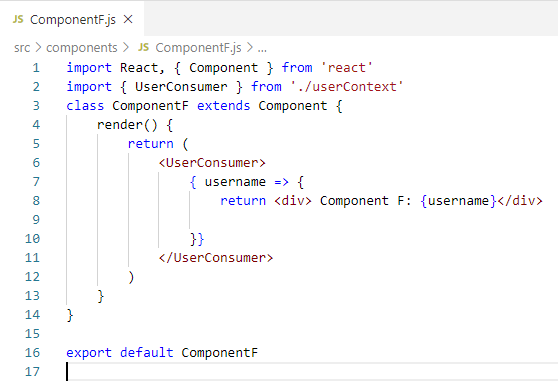 JS ComponentF.js ×
src > components > JS ComponentF.js > ...
1 import React, { Component } from 'react'
2 import { UserConsumer } from './userContext'
3 class ComponentF extends Component {
4     render() {
5         return (
6             <UserConsumer>
7                 { username => {
8                     return <div> Component F: {username}</div>
9
10                 }}
11             </UserConsumer>
12         )
13     }
14 }
15
16 export default ComponentF
17